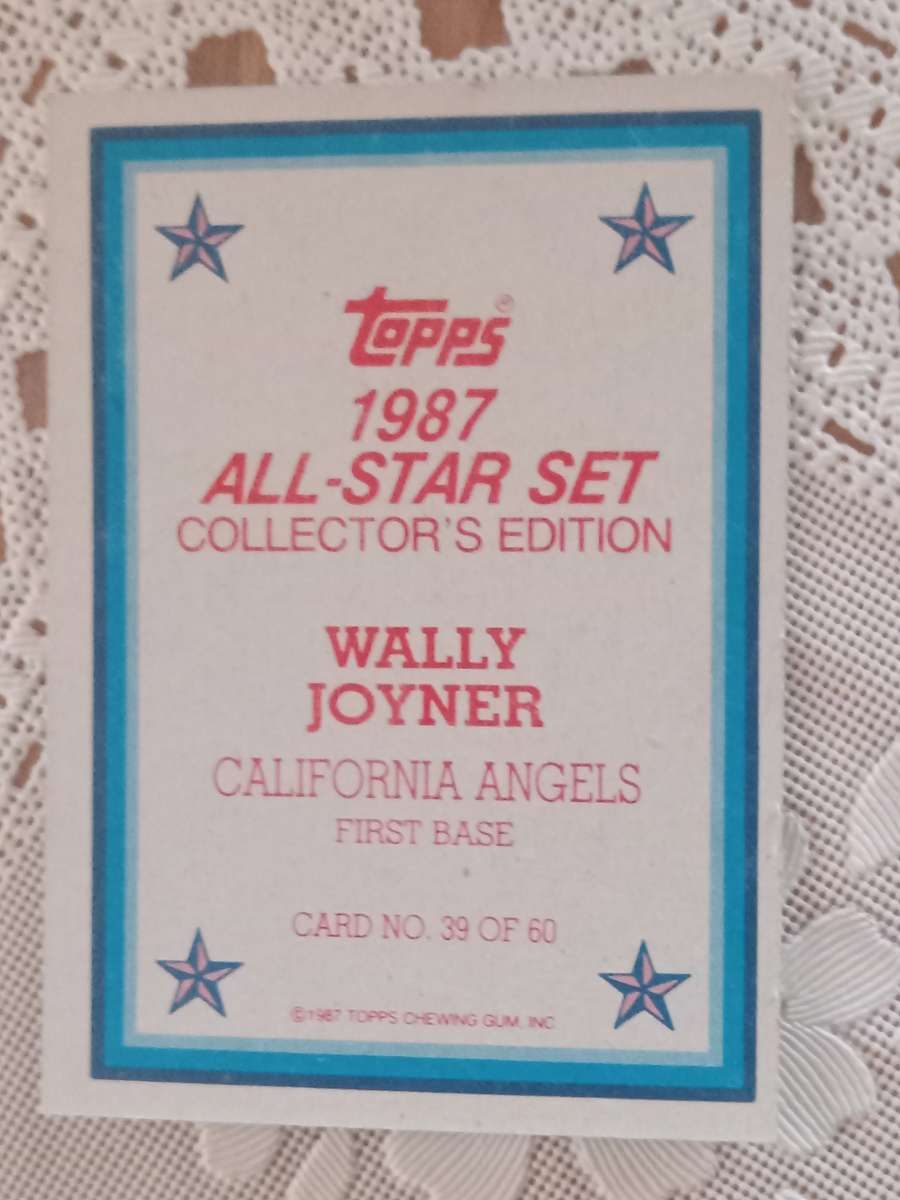 Topps®
1987
ALL-STAR SET
COLLECTOR'S EDITION
WALLY
JOYNER
CALIFORNIA ANGELS
FIRST BASE
CARD NO. 39 OF 60
©1987 TOPPS CHEWING GUM, INC.